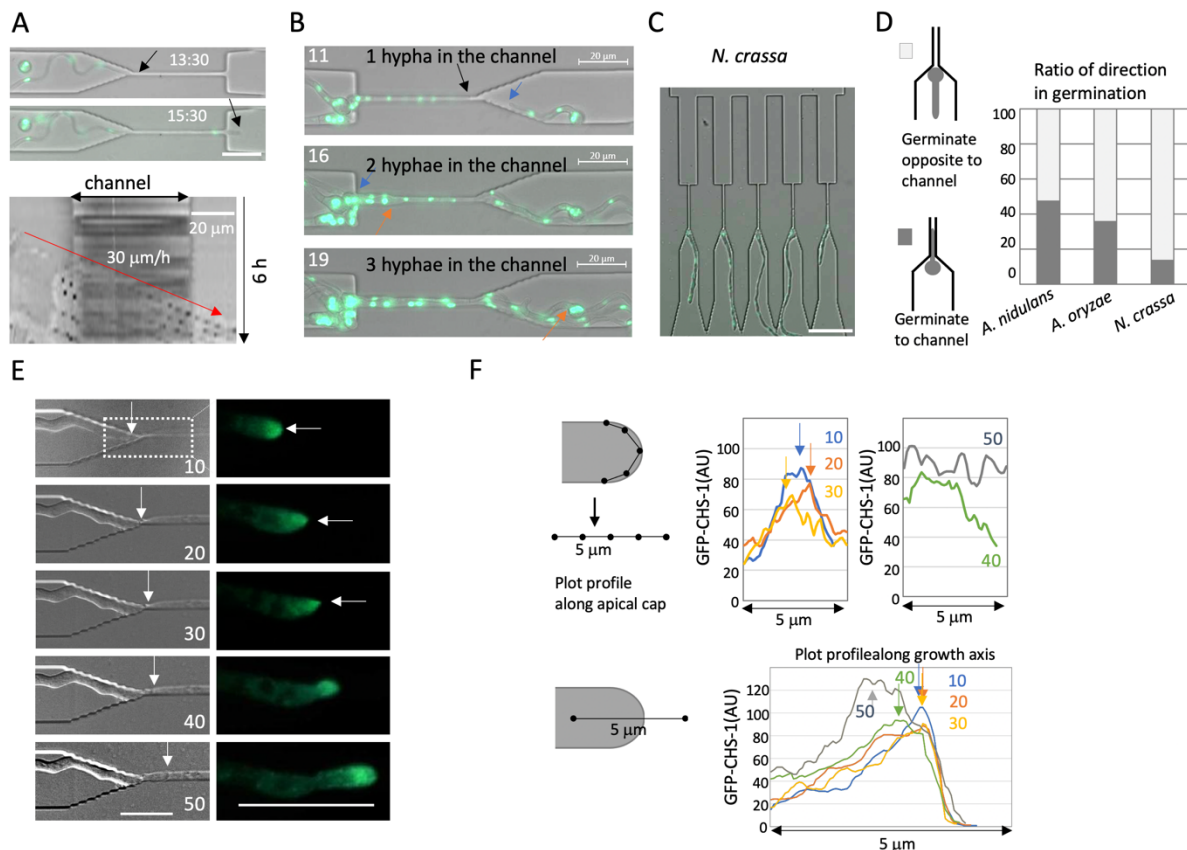 A
13:30
15:30
channel
20 μm
30 μm/h
6 h
B
11
1 hypha in the channel
20 μm
16
2 hyphae in the channel
20 μm
19
3 hyphae in the channel
20 μm
C
N. crassa
D
Germinate
opposite to
channel
Germinate
to channel
Ratio of direction
in germination
100
80
60
40
20
0
A. nidulans
A. oryzae
N. crassa
E
10
20
30
40
50
F
5 μm
Plot profile
along apical cap
GFP-CHS-1(AU)
100
80
60
40
20
0
10
20
30
5 μm
GFP-CHS-1(AU)
100
80
60
40
20
0
50
40
5 μm
5 μm
Plot profilealong growth axis
GFP-CHS-1(AU)
120
100
80
60
40
20
0
50
40
10
20
30
5 μm